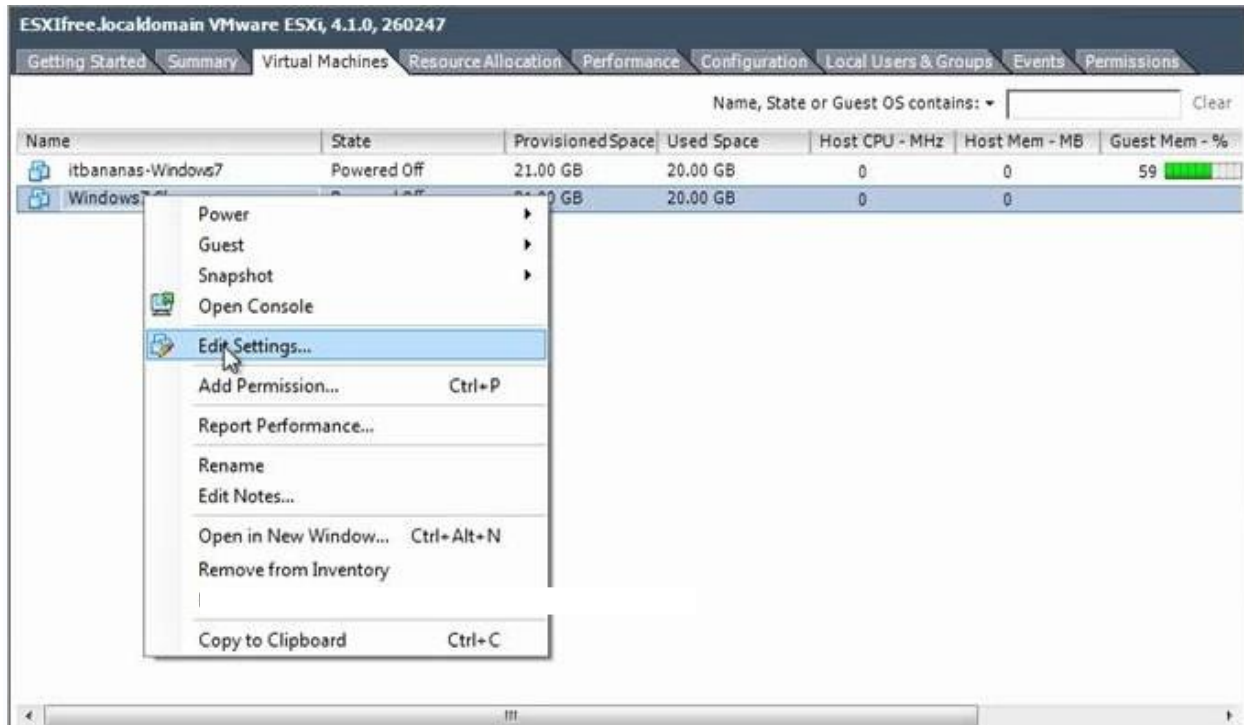 ESXIfree.localdomain VMware ESXi, 4.1.0, 260247
Getting Started Summary Virtual Machines Resource Allocation Performance Configuration Local Users & Groups Events Permissions
Name, State or Guest OS contains: Clear
Name State Provisioned Space Used Space Host CPU - MHz Host Mem - MB Guest Mem - %
itbananas-Windows7 Powered Off 21.00 GB 20.00 GB 0 0 59
GB 20.00 GB 0 0
Power
Guest
Snapshot
Open Console
Edit Settings...
Add Permission... Ctrl+P
Report Performance...
Rename
Edit Notes...
Open in New Window... Ctrl+Alt+N
Remove from Inventory
Copy to Clipboard Ctrl+C